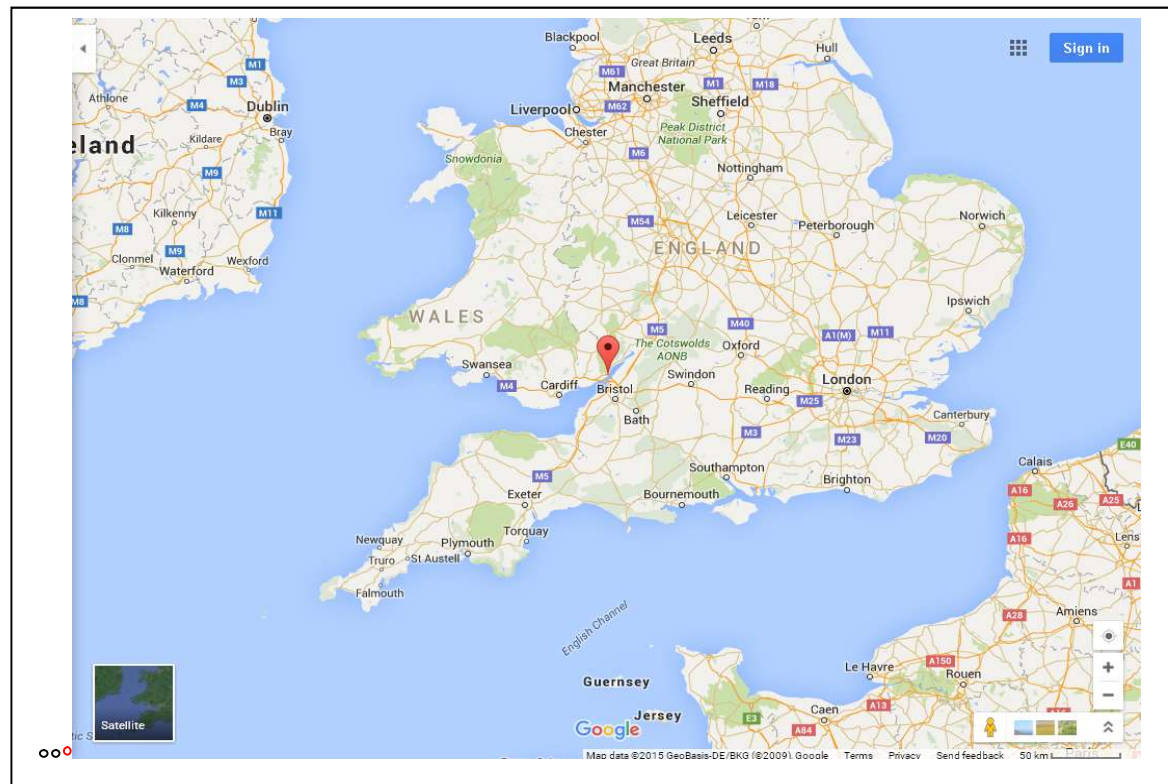 Blackpool
Leeds
Hull
Sign in
Great Britain
M61
M1
M3
M1
M18
Manchester
Athlone
M4
Dublin
Liverpool
M62
Sheffield
Kildare
Bray
Chester
Peak District
National Park
eland
M6
Snowdonia
M9
Nottingham
Kilkenny
M11
M54
Leicester
Peterborough
Norwich
M8
ENGLAND
M9
Clonmel
Wexford
Waterford
M8
Ipswich
WALES
M5
M40
A1(M)
M11
The Cotswolds
AONB
Oxford
Swansea
Swindon
M4
Cardiff
Bristol
Reading
London
M25
Bath
Canterbury
M3
M23
M20
E40
Calais
Southampton
M5
Brighton
A16
A25
Exeter
Bournemouth
A26
Torquay
Newquay
Plymouth
A16
Lens
Truro
St Austell
A1
Falmouth
English Channel
A28
Amiens
Le Havre
A150
Rouen
Guernsey
A13
Jersey
E3
Caen
A84
Satellite
Google
Map data ©2015 GeoBasis-DE/BKG (©2009), Google Terms Privacy Send feedback 50 km